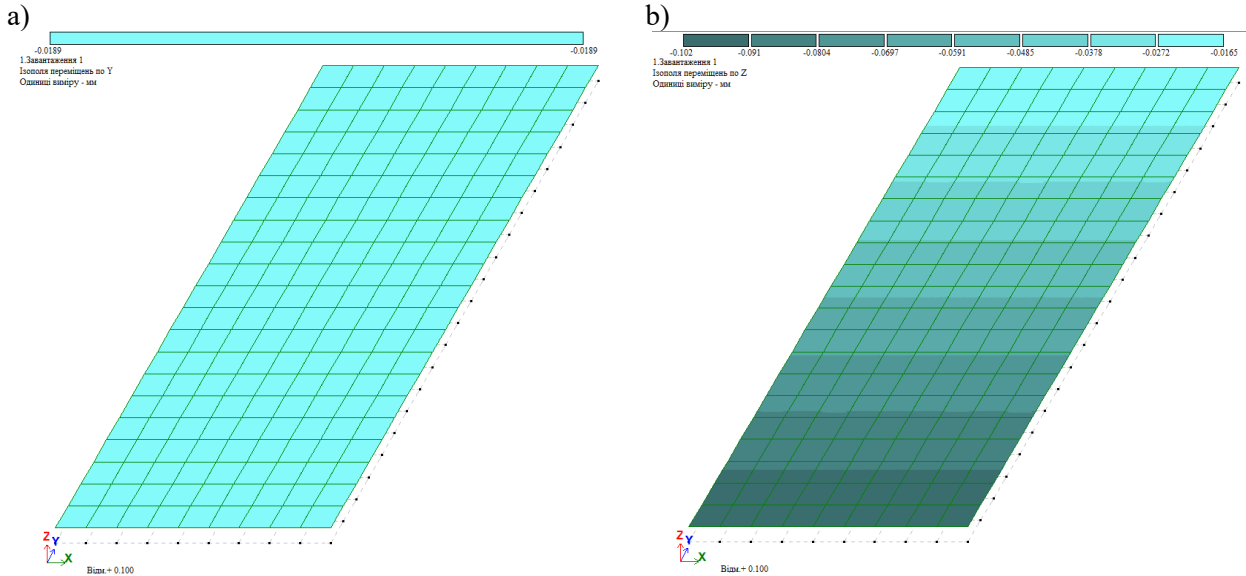 a)
-0.0189
-0.0189
1.Завантаження 1
Ізополя переміщень по Y
Одиниці виміру - мм
Z
Y
X
Відм.+ 0.100
b)
-0.102 -0.091 -0.0804 -0.0697 -0.0591 -0.0485 -0.0378 -0.0272 -0.0165
1.Завантаження 1
Ізополя переміщень по Z
Одиниці виміру - мм
Z
Y
X
Відм.+ 0.100